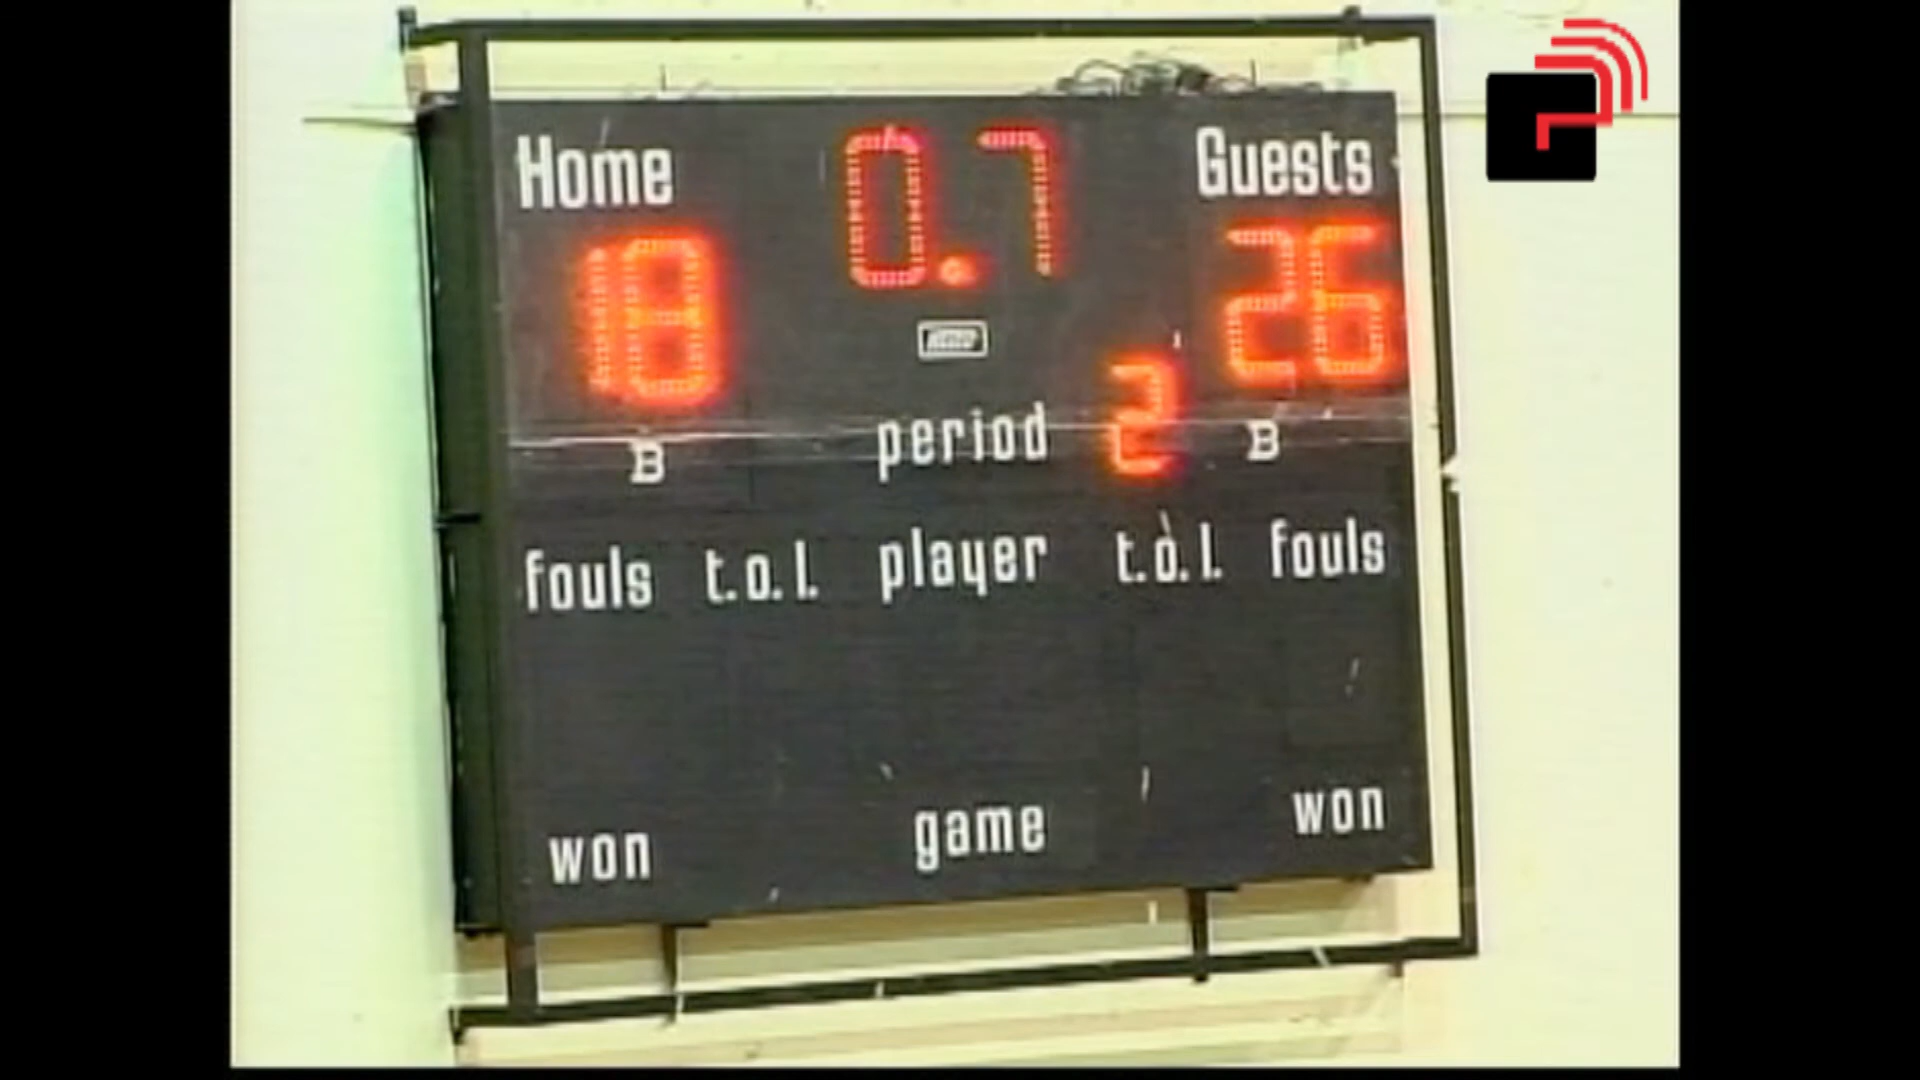 Home 0.7 Guests
18 26
period 2
B B
fouls t.o.l. player t.o.l. fouls
won game won